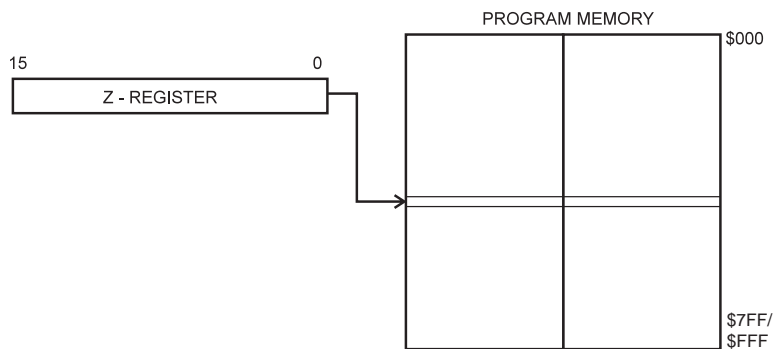 PROGRAM MEMORY
$000
15 0
Z - REGISTER
$7FF/
$FFF